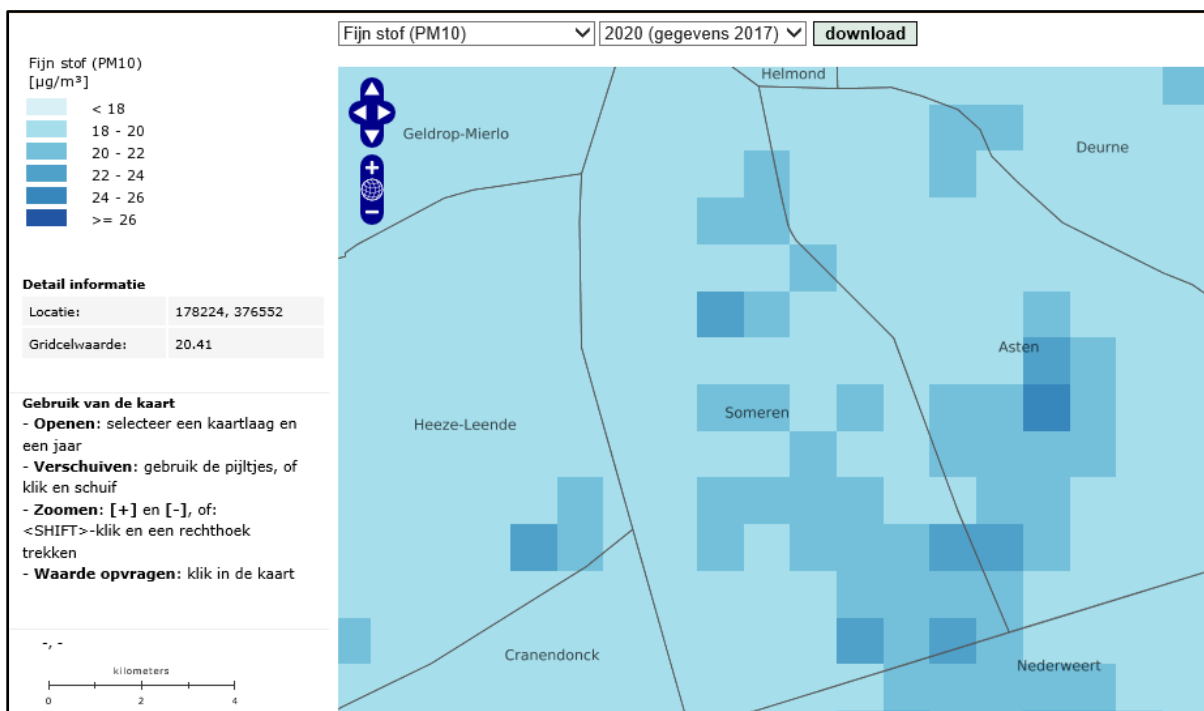 Fijn stof (PM10)
2020 (gegevens 2017)
download
Fijn stof (PM10)
[µg/m³]
< 18
18 - 20
20 - 22
22 - 24
24 - 26
>= 26
Detail informatie
Locatie: 178224, 376552
Gridcelwaarde: 20.41
Gebruik van de kaart
- Openen: selecteer een kaartlaag en
een jaar
- Verschuiven: gebruik de pijltjes, of
klik en schuif
- Zoomen: [+] en [-], of:
<SHIFT>-klik en een rechthoek
trekken
- Waarde opvragen: klik in de kaart
-, -
kilometers
0 2 4
Helmond
Geldrop-Mierlo
Deurne
Asten
Someren
Heeze-Leende
Cranendonck
Nederweert